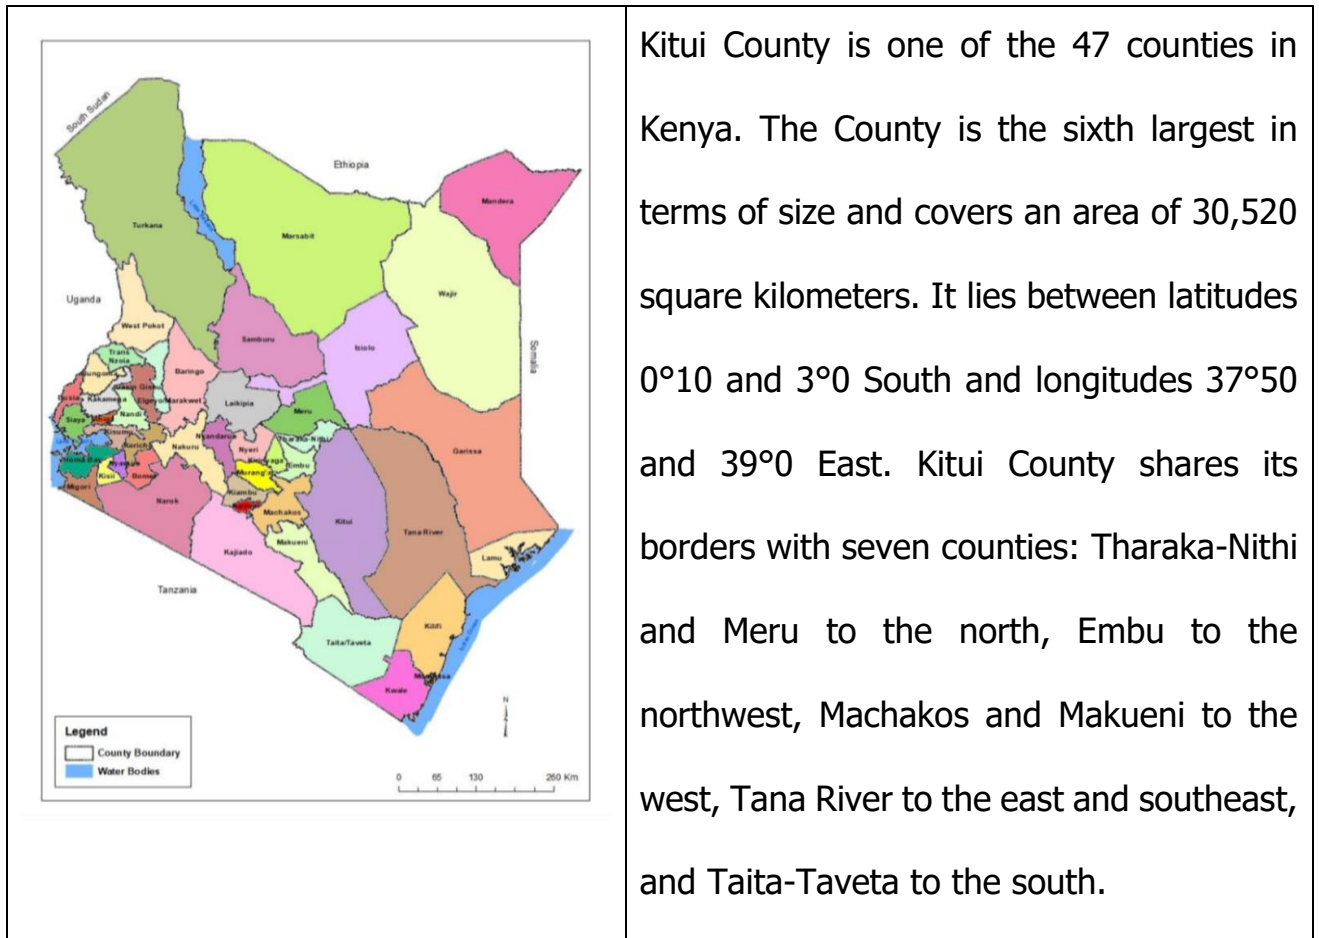 South Sudan
Ethiopia
Mandera
Turkana
Marsabit
Wajir
Uganda
West Pokot
Samburu
Isiolo
Somalia
Trans
Nzoia
Baringo
Laikipia
Meru
Kakamega
Nandi
Siaya
Kisumu
Nakuru
Nyandarua
Nyeri
Tharaka-Nithi
Embu
Garissa
Murang'a
Kisii
Migori
Narok
Kiambu
Machakos
Kitui
Tana River
Makueni
Kajiado
Lamu
Tanzania
Kilifi
Taita/Taveta
Kwale
N
Legend
County Boundary
Water Bodies
0 65 130 260 Km
Kitui County is one of the 47 counties in
Kenya. The County is the sixth largest in
terms of size and covers an area of 30,520
square kilometers. It lies between latitudes
0°10 and 3°0 South and longitudes 37°50
and 39°0 East. Kitui County shares its
borders with seven counties: Tharaka-Nithi
and Meru to the north, Embu to the
northwest, Machakos and Makueni to the
west, Tana River to the east and southeast,
and Taita-Taveta to the south.